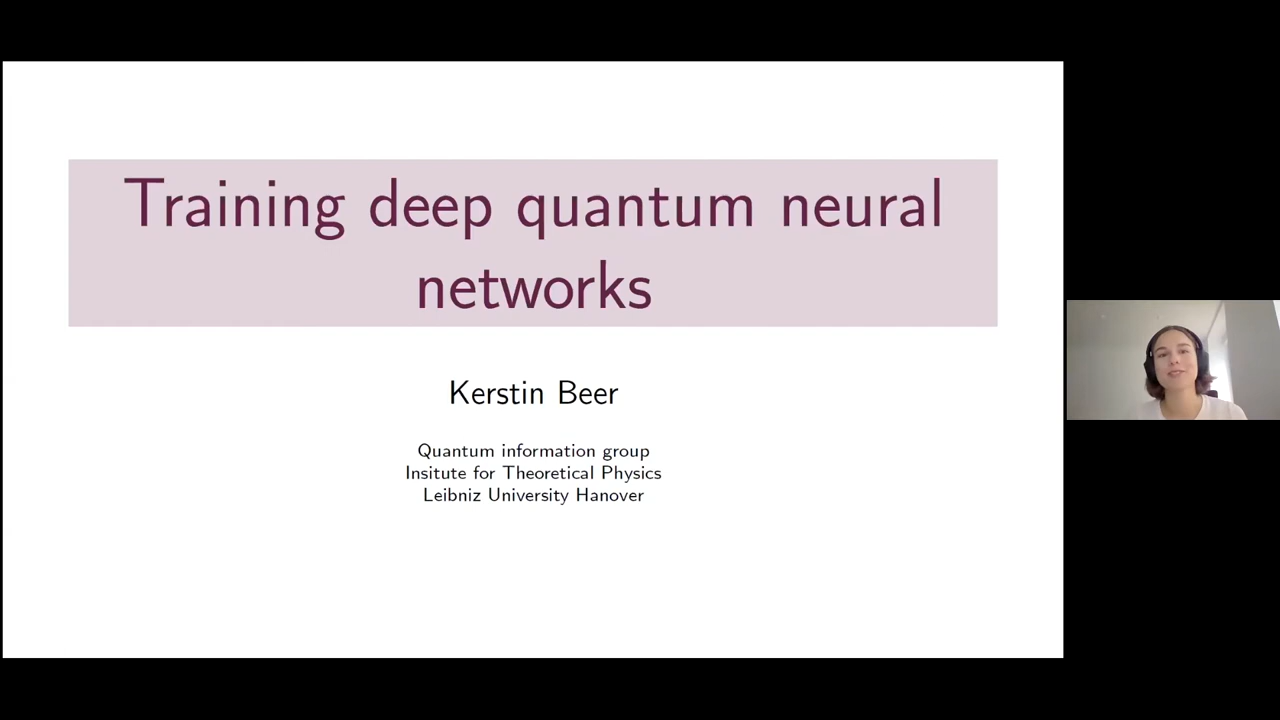 Training deep quantum neural
networks
Kerstin Beer
Quantum information group
Insitute for Theoretical Physics
Leibniz University Hanover